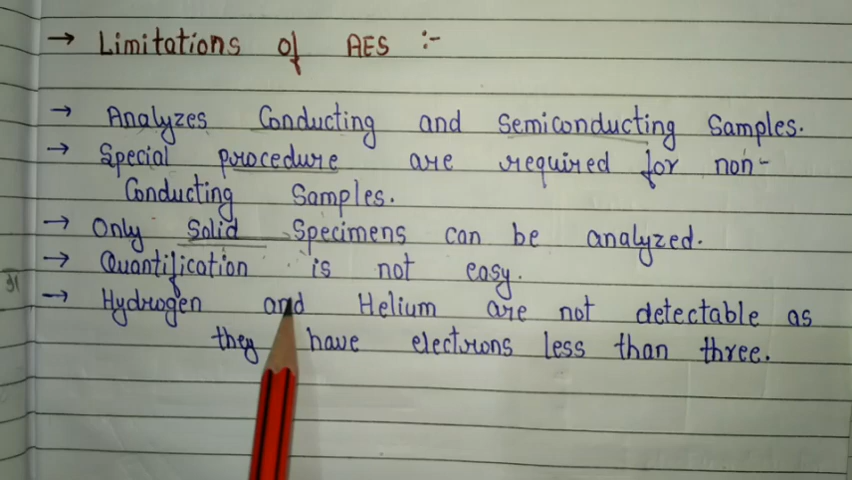 → Limitations of AES :-
→ Analyzes Conducting and Semiconducting Samples.
→ Special procedure are required for non-
Conducting Samples.
→ Only Solid Specimens can be analyzed.
→ Quantification is not easy.
→ Hydrogen and Helium are not detectable as
they have electrons less than three.